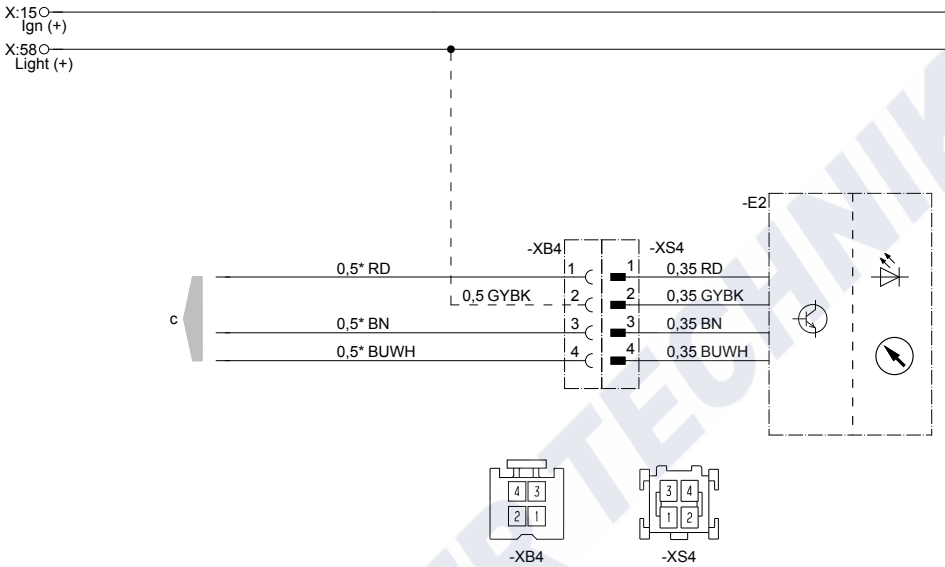 X:15
Ign (+)
X:58
Light (+)
-E2
-XB4
-XS4
0,5* RD
1
1
0,35 RD
0,5 GYBK
2
2
0,35 GYBK
c
0,5* BN
3
3
0,35 BN
0,5* BUWH
4
4
0,35 BUWH
4 3
3 4
2 1
1 2
-XB4
-XS4